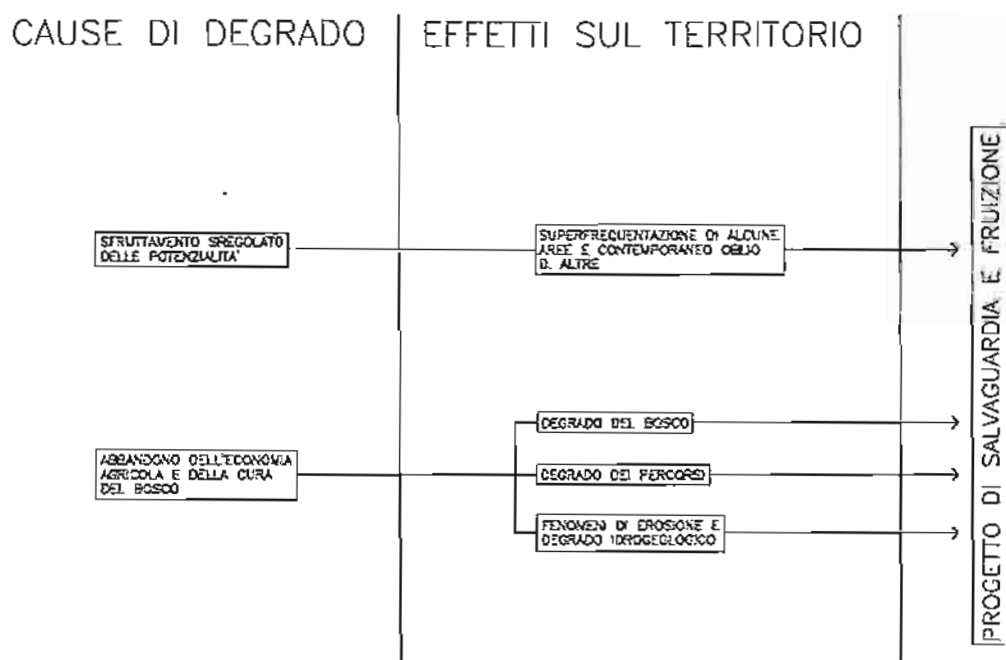 CAUSE DI DEGRADO
EFFETTI SUL TERRITORIO
SFRUTTAMENTO SREGOLATO
DELLE POTENZIALITA'
SUPERFREQUENTAZIONE DI ALCUNE
AREE E CONTEMPORANEO OBLIO
DI ALTRE
ABBANDONO DELL'ECONOMIA
AGRICOLA E DELLA CURA
DEL BOSCO
DEGRADO DEL BOSCO
DEGRADO DEI PERCORSI
FENOMENI DI EROSIONE E
DEGRADO IDROGEOLOGICO
PROGETTO DI SALVAGUARDIA E FRUIZIONE